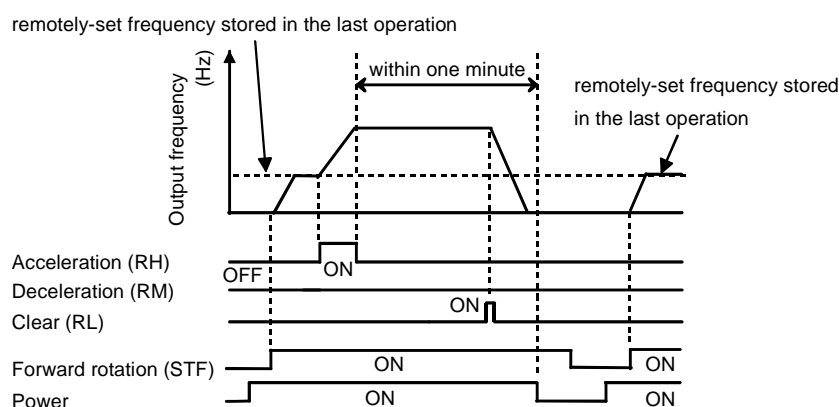 remotely-set frequency stored in the last operation
Output frequency
(Hz)
within one minute
remotely-set frequency stored
in the last operation
Acceleration (RH)
OFF
ON
Deceleration (RM)
ON
Clear (RL)
Forward rotation (STF)
ON
ON
Power
ON
ON